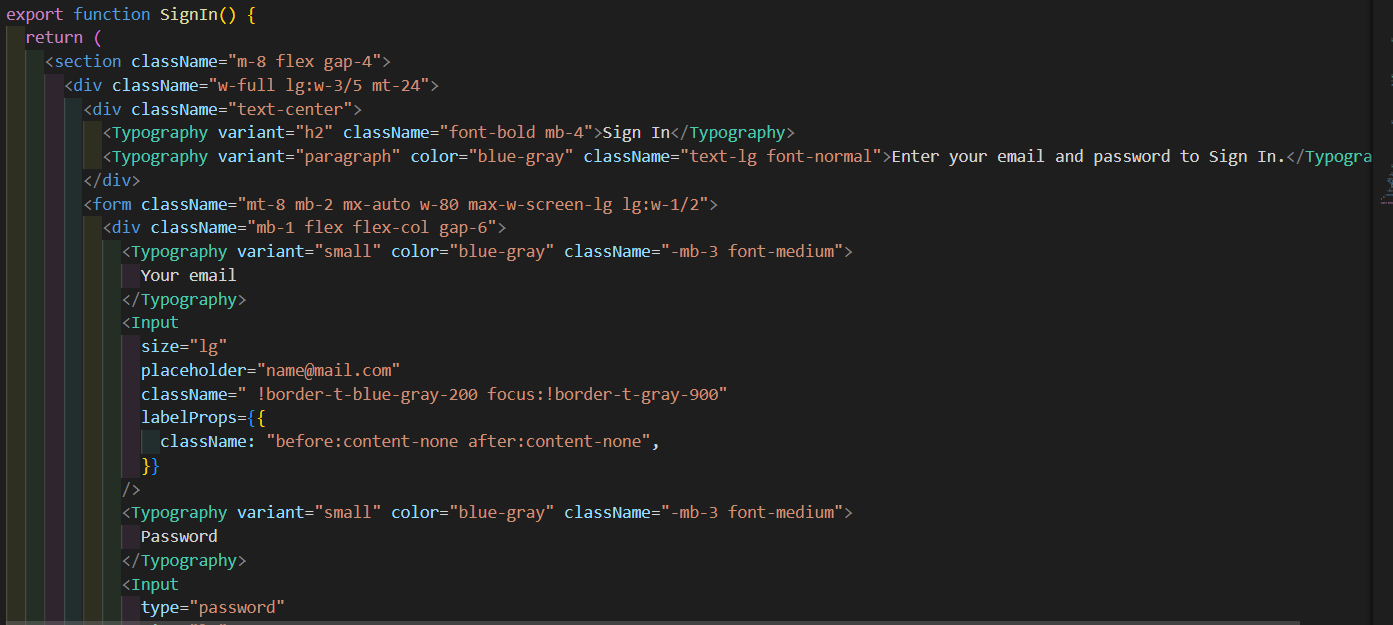 export function SignIn() {
return (
<section className="m-8 flex gap-4">
<div className="w-full lg:w-3/5 mt-24">
<div className="text-center">
<Typography variant="h2" className="font-bold mb-4">Sign In</Typography>
<Typography variant="paragraph" color="blue-gray" className="text-lg font-normal">Enter your email and password to Sign In.</Typogra
</div>
<form className="mt-8 mb-2 mx-auto w-80 max-w-screen-lg lg:w-1/2">
<div className="mb-1 flex flex-col gap-6">
<Typography variant="small" color="blue-gray" className="-mb-3 font-medium">
Your email
</Typography>
<Input
size="lg"
placeholder="name@mail.com"
className=" !border-t-blue-gray-200 focus:!border-t-gray-900"
labelProps={{
className: "before:content-none after:content-none",
}}
/>
<Typography variant="small" color="blue-gray" className="-mb-3 font-medium">
Password
</Typography>
<Input
type="password"